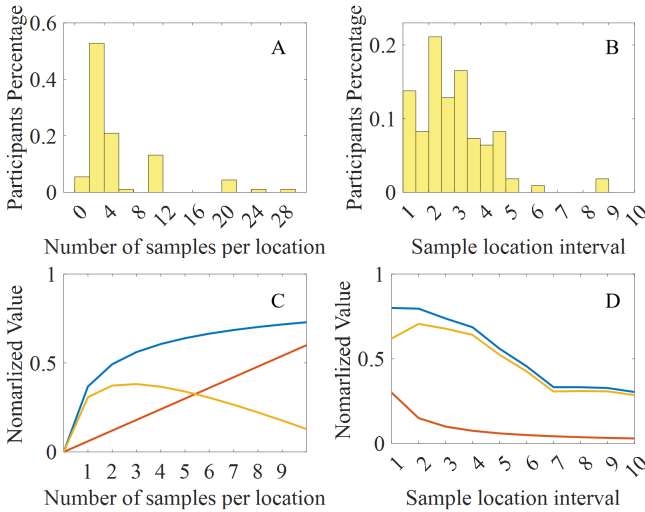 0.6
0.4
0.2
0
A
Participants Percentage
0 4 8 12 16 20 24 28
Number of samples per location
0.2
0.1
0
B
Participants Percentage
1 2 3 4 5 6 7 8 9 10
Sample location interval
1
0.5
0
C
Nomarlized Value
1 2 3 4 5 6 7 8 9
Number of samples per location
1
0.5
0
D
Nomarlized Value
1 2 3 4 5 6 7 8 9 10
Sample location interval